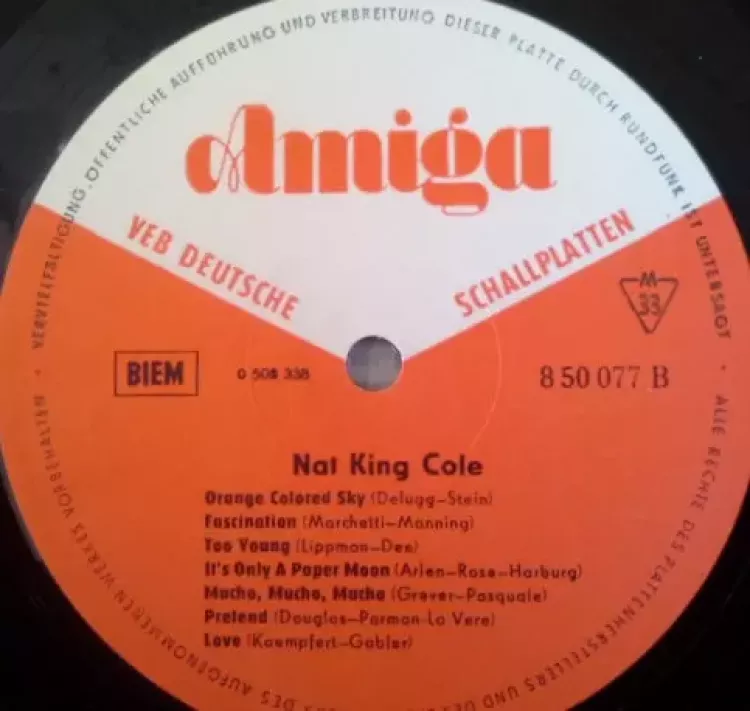 VERVIELFÄLTIGUNG, ÖFFENTLICHE AUFFÜHRUNG UND VERBREITUNG DIESER PLATTE DURCH RUNDFUNK IST UNTERSAGT
• ALLE RECHTE DES PLATTENHERSTELLERS UND DES
DES AUFGENOMMENEN WERKES VORBEHALTEN •
Amiga
VEB DEUTSCHE SCHALLPLATTEN
M 33
BIEM
8 50 077 B
Nat King Cole
Orange Colored Sky (Delugg–Stein)
Fascination (Marchetti–Manning)
Too Young (Lippman–Dee)
It's Only A Paper Moon (Arlen–Rose–Harburg)
Mucho, Mucho, Mucho (Grever–Pasquale)
Pretend (Douglas–Parman–La Vere)
Love (Kaempfert–Gabler)